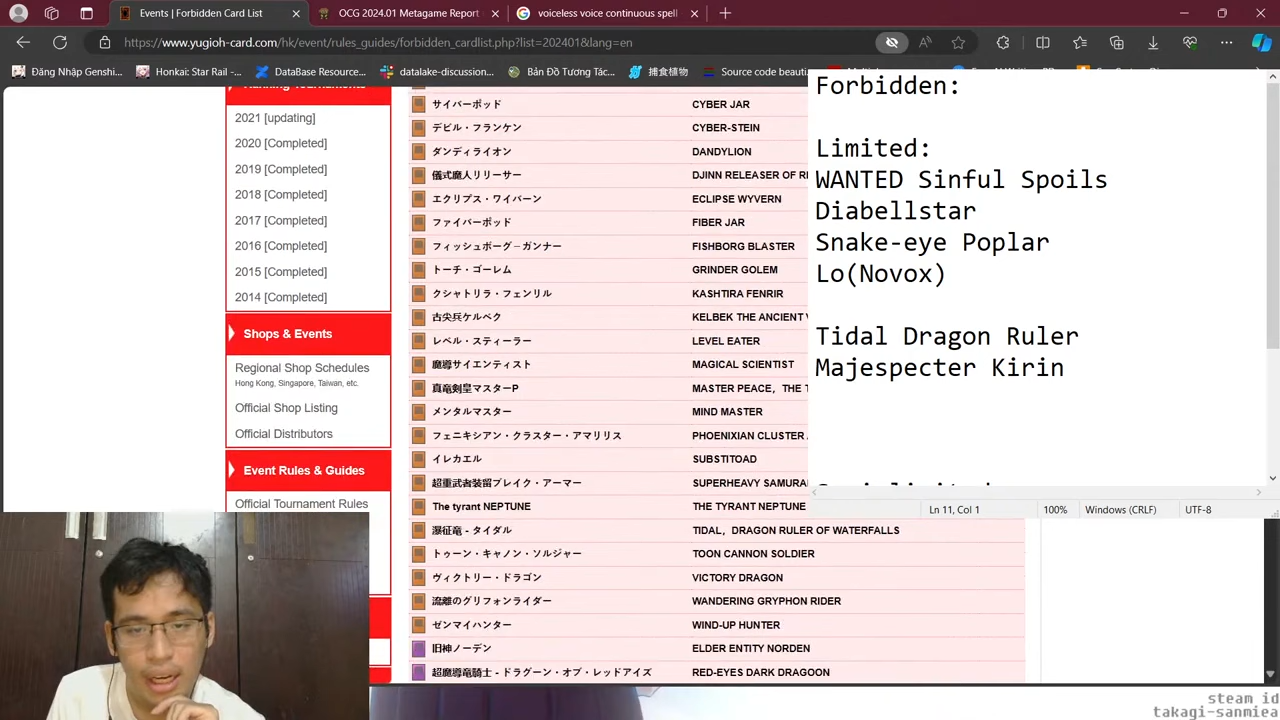 Events | Forbidden Card List
OCG 2024.01 Metagame Report
voiceless voice continuous spell
https://www.yugioh-card.com/hk/event/rules_guides/forbidden_cardlist.php?list=202401&lang=en
Đăng Nhập Genshi...
Honkai: Star Rail -...
DataBase Resource...
datalake-discuation...
Bản đồ Tương Tác...
Source code beauti...
2021 [updating]
2020 [Completed]
2019 [Completed]
2018 [Completed]
2017 [Completed]
2016 [Completed]
2015 [Completed]
2014 [Completed]
Shops & Events
Regional Shop Schedules
Hong Kong, Singapore, Taiwan, etc.
Official Shop Listing
Official Distributors
Event Rules & Guides
Official Tournament Rules
サイバーポッド CYBER JAR
デビル・フランケン CYBER-STEIN
ダンディライオン DANDYLION
儀式魔人リリーサー DJINN RELEASER OF RI
エクリプス・ワイバーン ECLIPSE WYVERN
ファイバーポッド FIBER JAR
フィッシュボーグ－ガンナー FISHBORG BLASTER
トーチ・ゴーレム GRINDER GOLEM
クシャトリラ・フェンリル KASHTIRA FENRIR
古尖兵ケルベク KELBEK THE ANCIENT V
レベル・スティーラー LEVEL EATER
魔導サイエンティスト MAGICAL SCIENTIST
真竜剣皇マスターP MASTER PEACE, THE T
メンタルマスター MIND MASTER
フェニキシアン・クラスター・アマリリス PHOENIXIAN CLUSTER A
イレカエル SUBSTITOAD
超重武者装留ブレイク・アーマー SUPERHEAVY SAMURA
The tyrant NEPTUNE THE TYRANT NEPTUNE
瀑征竜-タイダル TIDAL, DRAGON RULER OF WATERFALLS
トゥーン・キャノン・ソルジャー TOON CANNON SOLDIER
ヴィクトリー・ドラゴン VICTORY DRAGON
流離のグリフォンライダー WANDERING GRYPHON RIDER
ゼンマイハンター WIND-UP HUNTER
旧神ノーデン ELDER ENTITY NORDEN
超魔導竜騎士－ドラグーン・オブ・レッドアイ RED-EYES DARK DRAGOON
Forbidden:
Limited:
WANTED Sinful Spoils
Diabellstar
Snake-eye Poplar
Lo(Novox)
Tidal Dragon Ruler
Majespecter Kirin
Ln 11, Col 1
100%
Windows (CRLF)
UTF-8
steam id
takagi-sanmiea